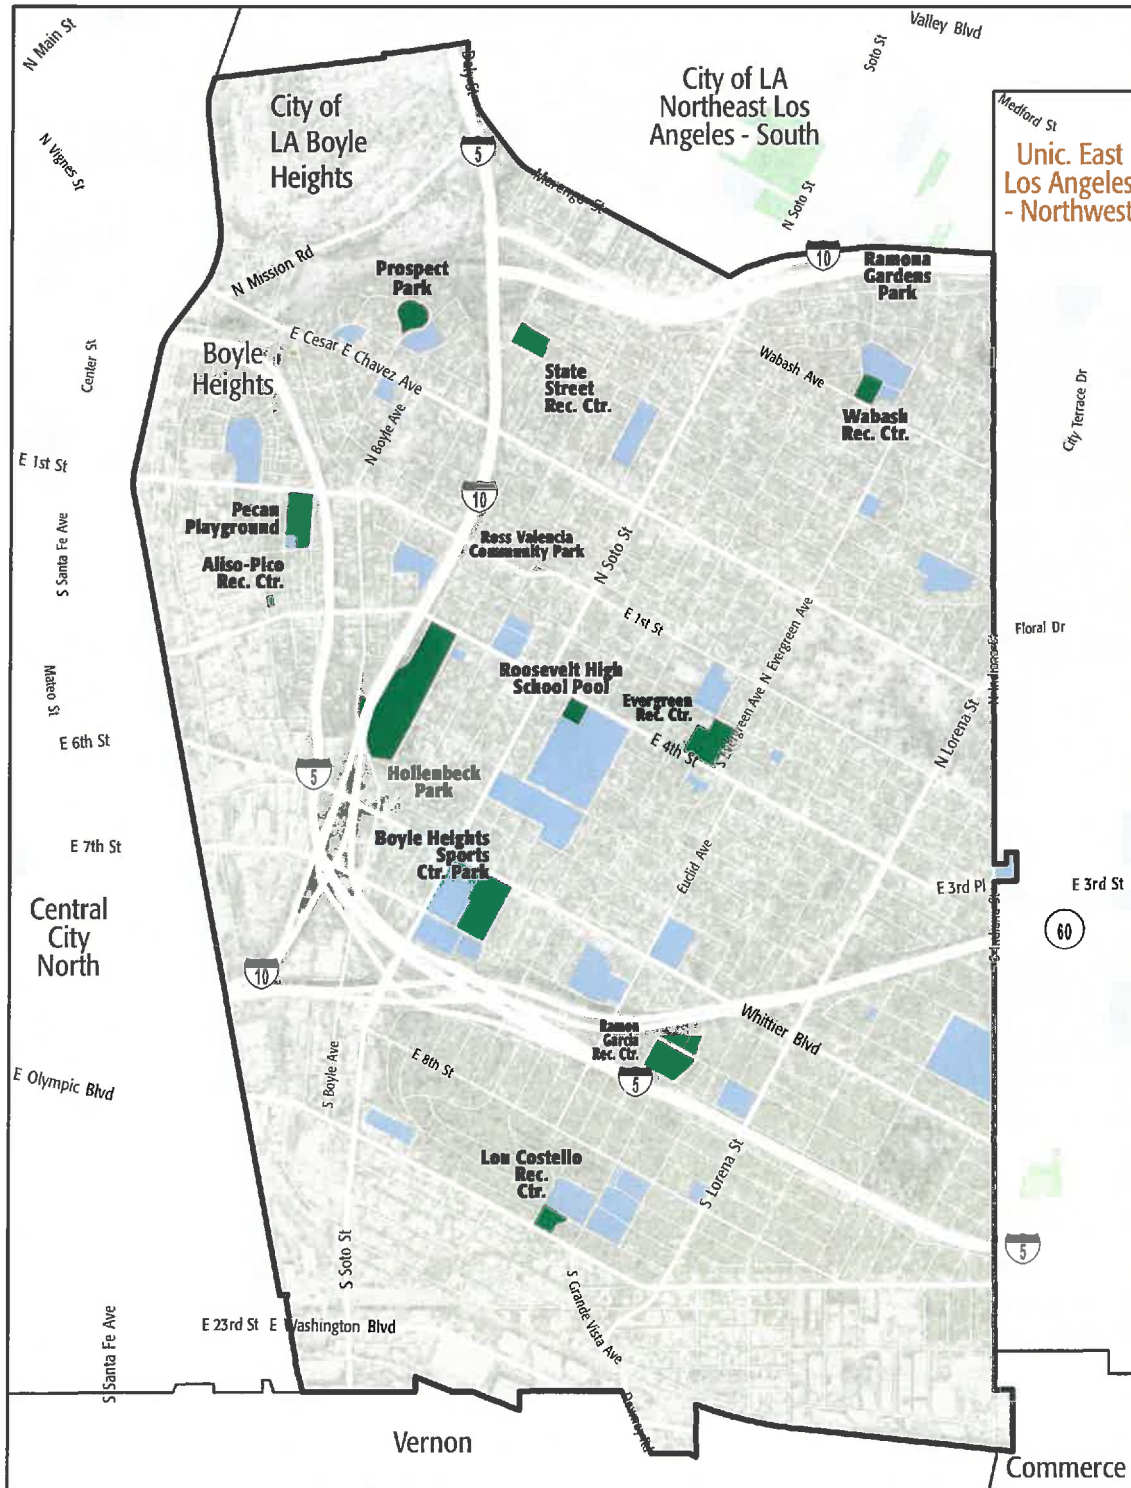 N Main St
Valley Blvd
Soto St
Daly St
City of LA
Northeast Los
Angeles - South
City of
LA Boyle
Heights
Medford St
N Vignes St
5
Unic. East
Los Angeles
- Northwest
Marengo St
N Soto St
10
Ramona
Gardens
Park
N Mission Rd
Prospect
Park
E Cesar E Chavez Ave
Center St
Boyle
Heights
State
Street
Rec. Ctr.
Wabash Ave
Wabash
Rec. Ctr.
City Terrace Dr
N Boyle Ave
E 1st St
10
Pecan
Playground
S Santa Fe Ave
Ross Valencia
Community Park
N Soto St
Aliso-Pico
Rec. Ctr.
E 1st St
N Evergreen Ave
Floral Dr
N Indiana St
Roosevelt High
School Pool
Evergreen
Rec. Ctr.
S Evergreen Ave
Mateo St
E 6th St
E 4th St
N Lorena St
5
Hollenbeck
Park
E 7th St
Boyle Heights
Sports
Ctr. Park
Euclid Ave
E 3rd Pl
E 3rd St
Central
City
North
S Indiana St
60
10
Ramon
Garcia
Rec. Ctr.
Whittier Blvd
E 8th St
S Boyle Ave
E Olympic Blvd
5
Lou Costello
Rec.
Ctr.
S Lorena St
S Soto St
5
S Grande Vista Ave
S Santa Fe Ave
E 23rd St
E Washington Blvd
Downey Rd
Vernon
Commerce